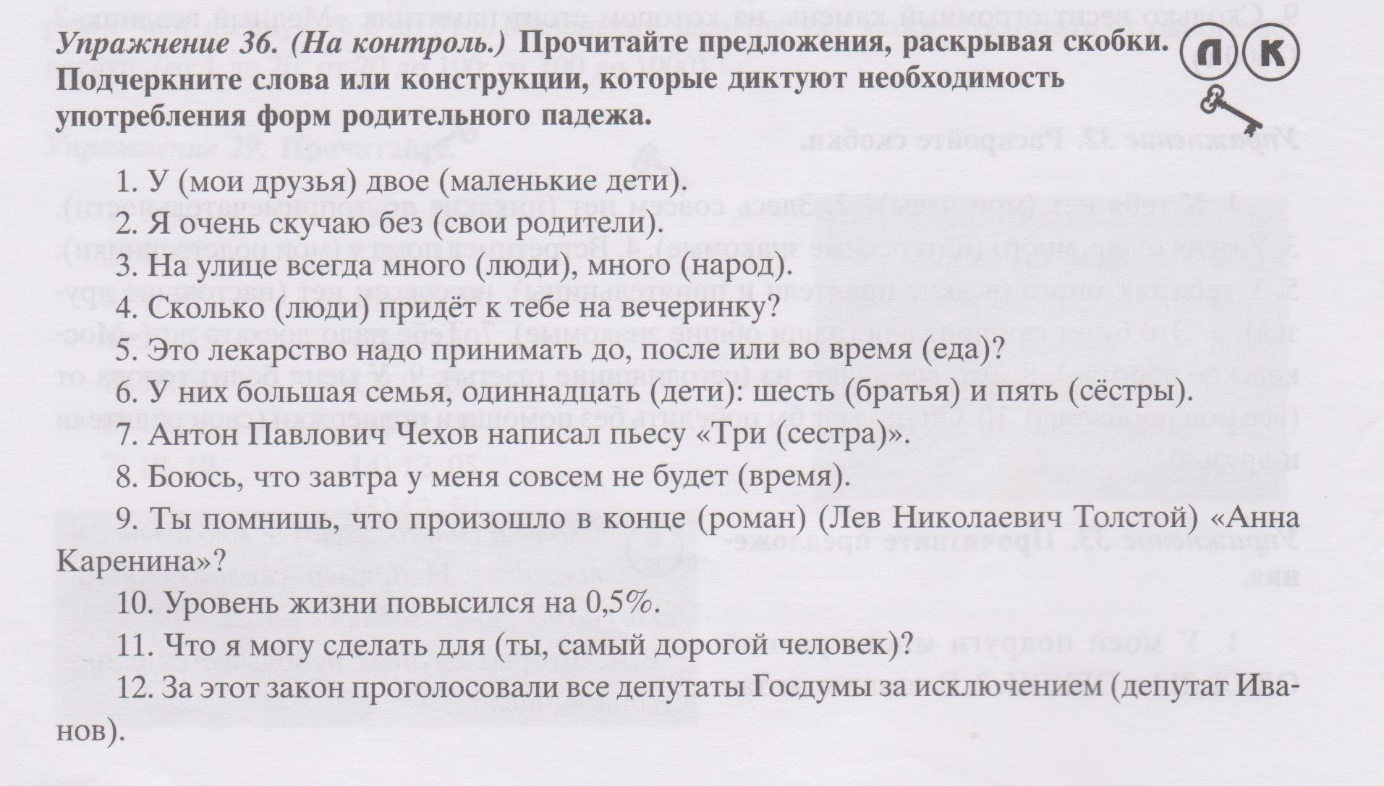 Упражнение 36. (На контроль.) Прочитайте предложения, раскрывая скобки.
Подчеркните слова или конструкции, которые диктуют необходимость
употребления форм родительного падежа.
П К
1. У (мои друзья) двое (маленькие дети).
2. Я очень скучаю без (свои родители).
3. На улице всегда много (люди), много (народ).
4. Сколько (люди) придёт к тебе на вечеринку?
5. Это лекарство надо принимать до, после или во время (еда)?
6. У них большая семья, одиннадцать (дети): шесть (братья) и пять (сёстры).
7. Антон Павлович Чехов написал пьесу «Три (сестра)».
8. Боюсь, что завтра у меня совсем не будет (время).
9. Ты помнишь, что произошло в конце (роман) (Лев Николаевич Толстой) «Анна
Каренина»?
10. Уровень жизни повысился на 0,5%.
11. Что я могу сделать для (ты, самый дорогой человек)?
12. За этот закон проголосовали все депутаты Госдумы за исключением (депутат Ива-
нов).